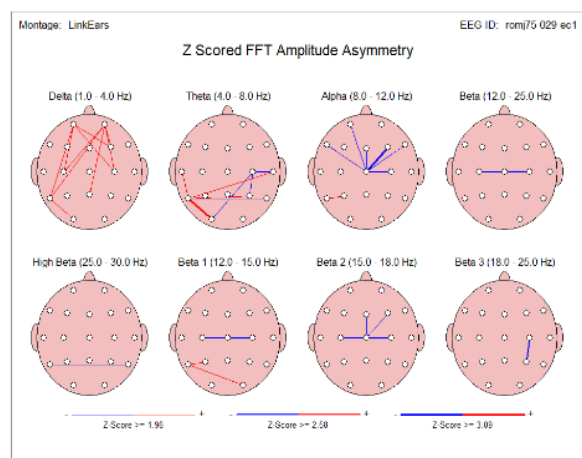 Montage: LinkEars EEG ID: romj75 029 ec1
Z Scored FFT Amplitude Asymmetry
Delta (1.0 - 4.0 Hz) Theta (4.0 - 8.0 Hz) Alpha (8.0 - 12.0 Hz) Beta (12.0 - 25.0 Hz)
High Beta (25.0 - 30.0 Hz) Beta 1 (12.0 - 15.0 Hz) Beta 2 (15.0 - 18.0 Hz) Beta 3 (18.0 - 25.0 Hz)
- + - + - +
Z-Score >= 1.96 Z-Score >= 2.58 Z-Score >= 3.09